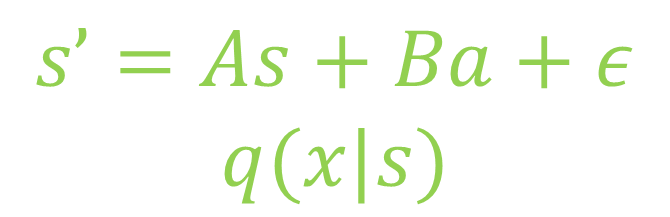 s’ = As + Ba + ϵ
q(x|s)